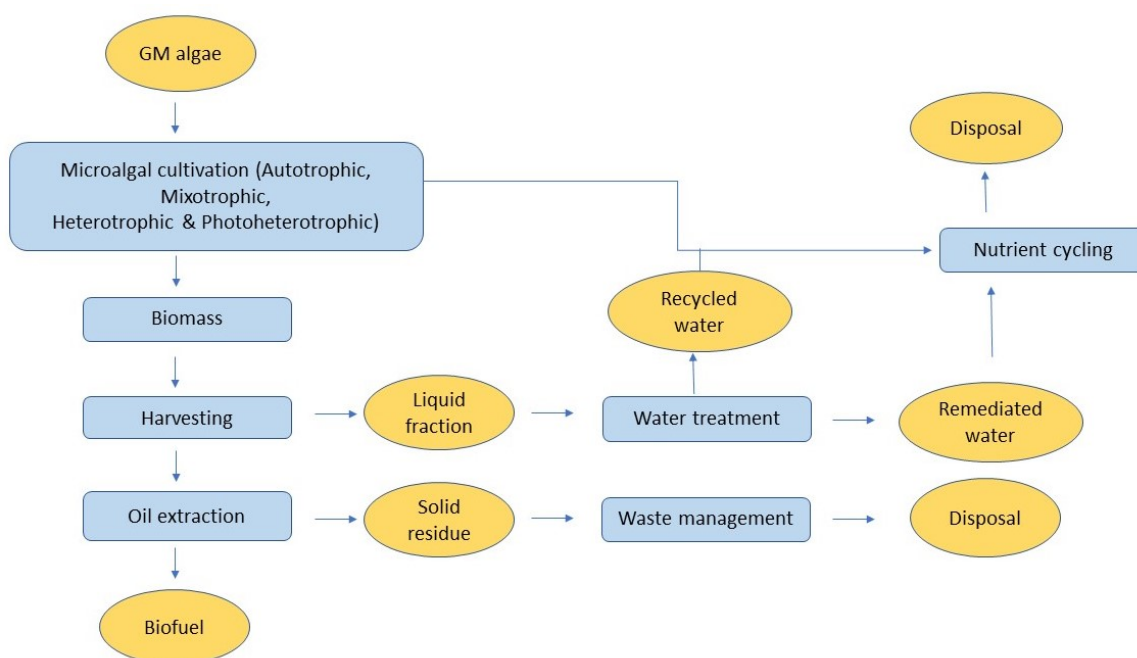 GM algae
Disposal
Microalgal cultivation (Autotrophic,
Mixotrophic,
Heterotrophic & Photoheterotrophic)
Nutrient cycling
Recycled
water
Biomass
Harvesting
Liquid
fraction
Water treatment
Remediated
water
Oil extraction
Solid
residue
Waste management
Disposal
Biofuel